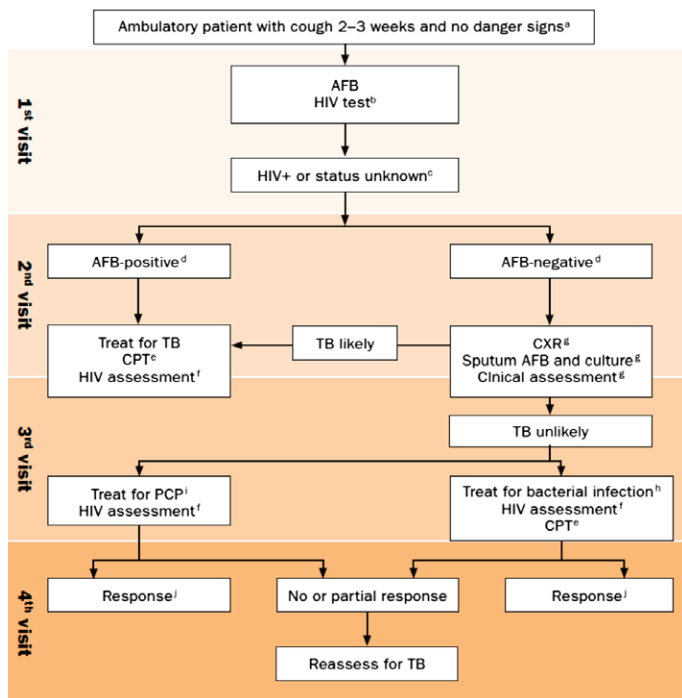 Ambulatory patient with cough 2–3 weeks and no danger signsᵃ
1st visit
AFB
HIV testᵇ
HIV+ or status unknownᶜ
2nd visit
AFB-positiveᵈ
AFB-negativeᵈ
Treat for TB
CPTᵉ
HIV assessmentᶠ
TB likely
CXRᵍ
Sputum AFB and cultureᵍ
Clnical assessmentᵍ
3rd visit
TB unlikely
Treat for PCPⁱ
HIV assessmentᶠ
Treat for bacterial infectionʰ
HIV assessmentᶠ
CPTᵉ
4th visit
Responseʲ
No or partial response
Responseʲ
Reassess for TB